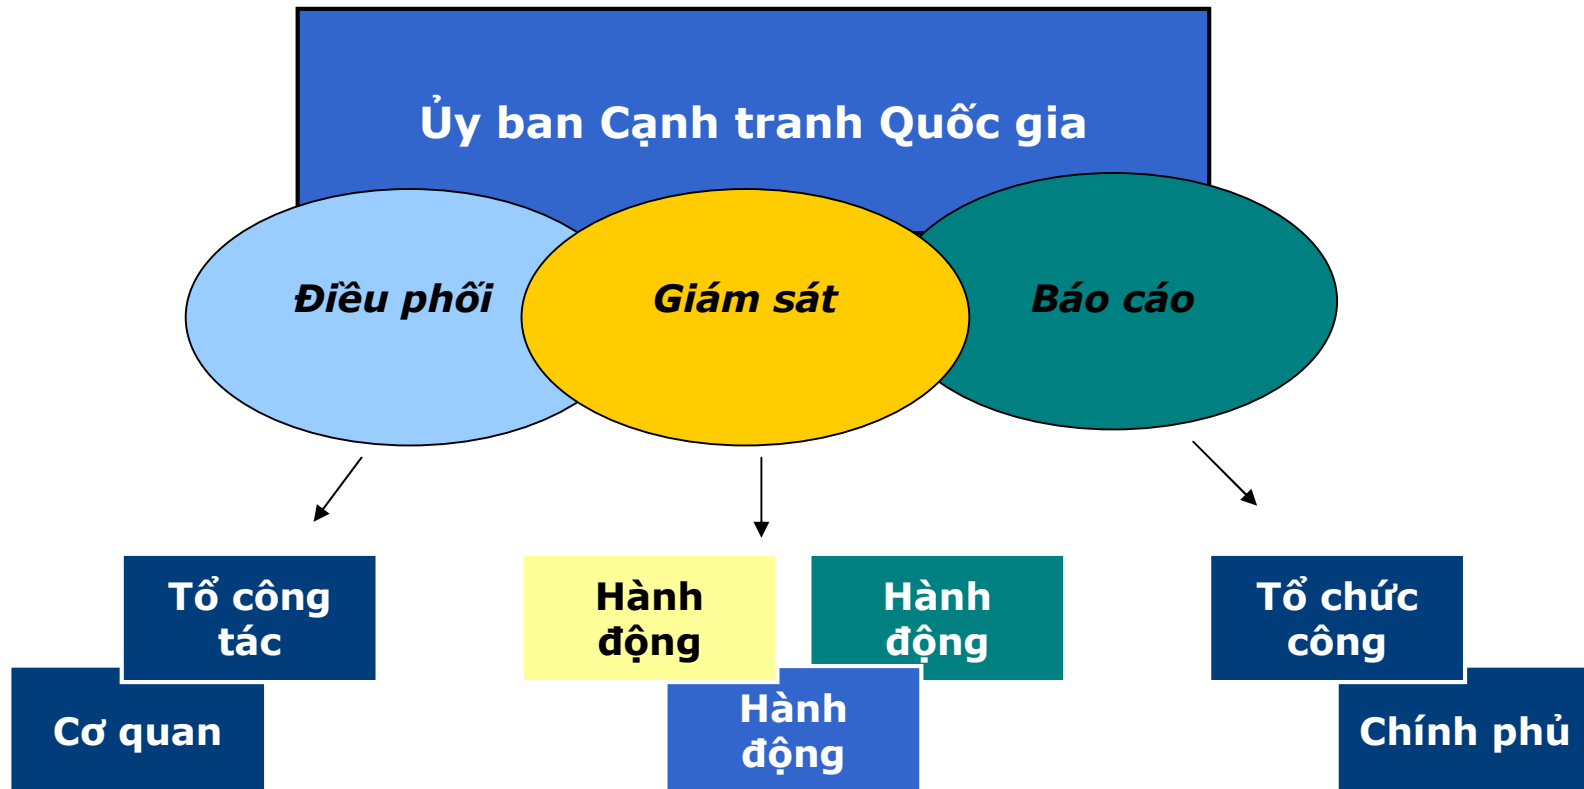 Ủy ban Cạnh tranh Quốc gia
Điều phối
Giám sát
Báo cáo
Tổ công
tác
Hành
động
Hành
động
Tổ chức
công
Cơ quan
Hành
động
Chính phủ